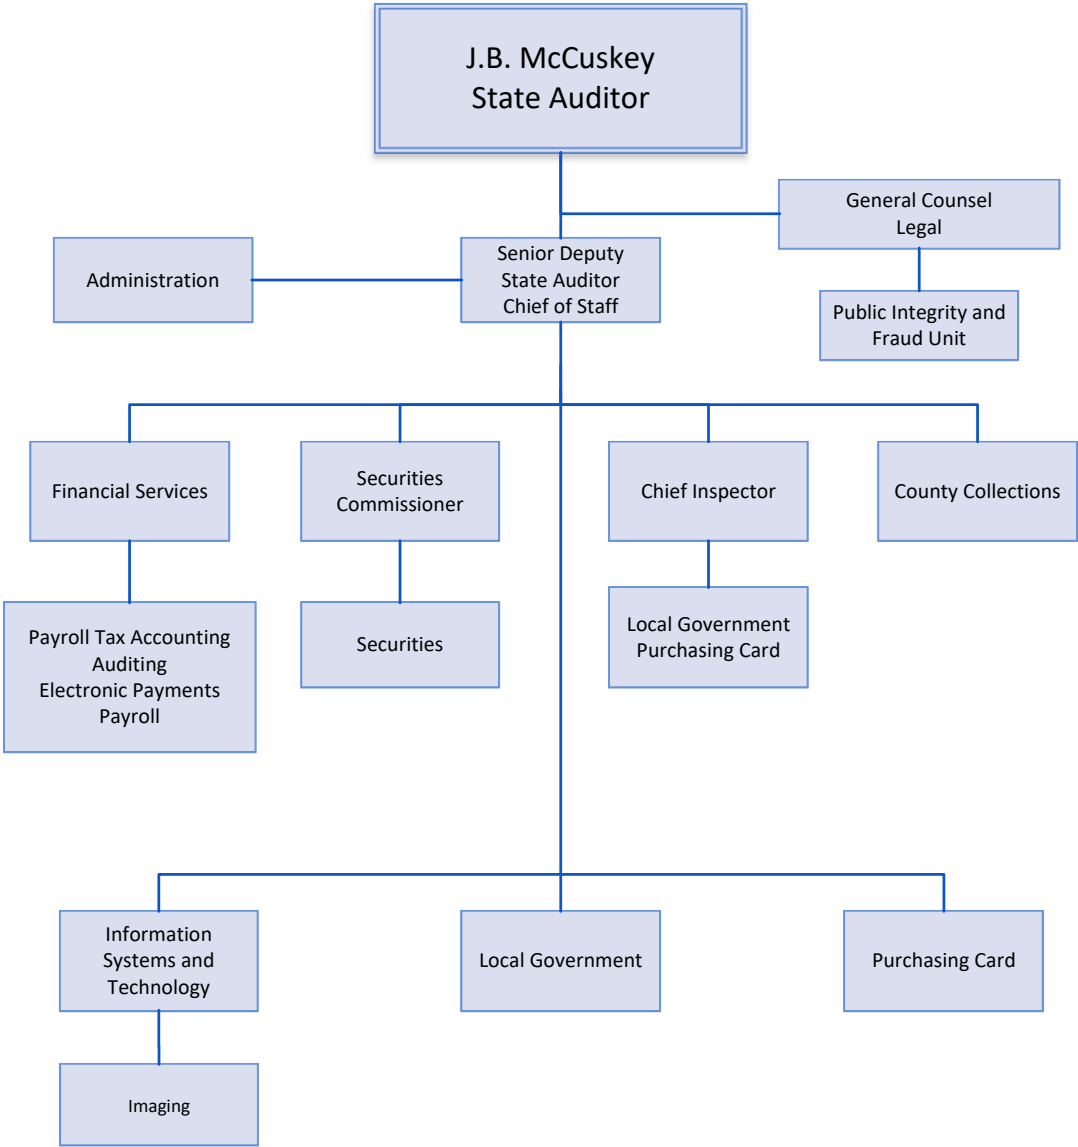 J.B. McCuskey
State Auditor
General Counsel
Legal
Administration
Senior Deputy
State Auditor
Chief of Staff
Public Integrity and
Fraud Unit
Financial Services
Securities
Commissioner
Chief Inspector
County Collections
Payroll Tax Accounting
Auditing
Electronic Payments
Payroll
Securities
Local Government
Purchasing Card
Information
Systems and
Technology
Local Government
Purchasing Card
Imaging